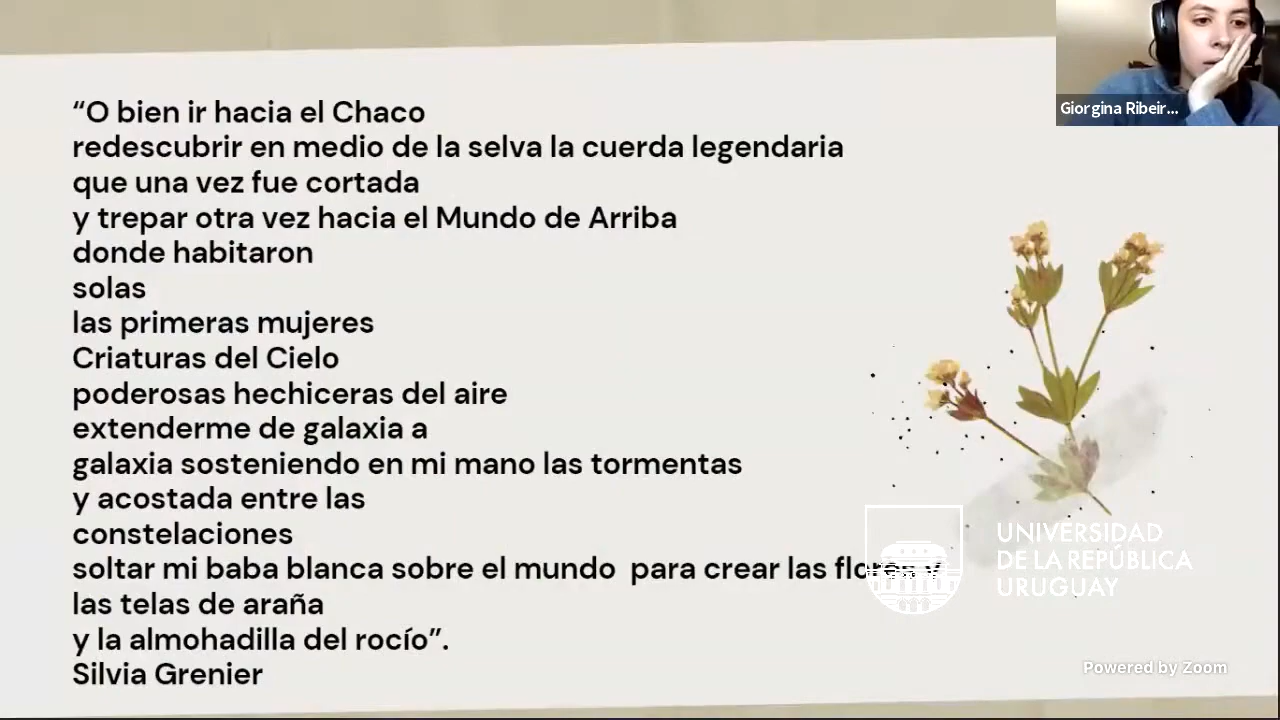 “O bien ir hacia el Chaco
redescubrir en medio de la selva la cuerda legendaria
que una vez fue cortada
y trepar otra vez hacia el Mundo de Arriba
donde habitaron
solas
las primeras mujeres
Criaturas del Cielo
poderosas hechiceras del aire
extenderme de galaxia a
galaxia sosteniendo en mi mano las tormentas
y acostada entre las
constelaciones
soltar mi baba blanca sobre el mundo  para crear las flores y
las telas de araña
y la almohadilla del rocío”.
Silvia Grenier
Giorgina Ribeir...
UNIVERSIDAD
DE LA REPÚBLICA
URUGUAY
Powered by Zoom